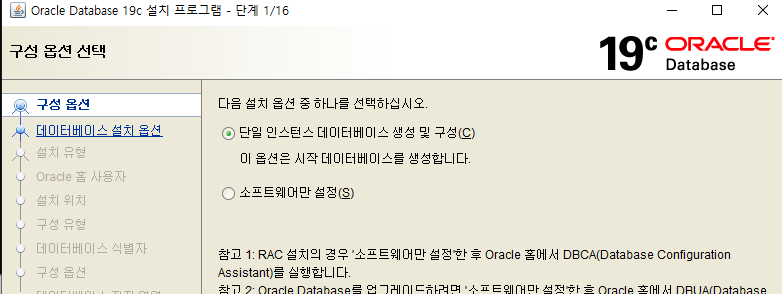 Oracle Database 19c 설치 프로그램 - 단계 1/16
구성 옵션 선택
19c ORACLE
Database
구성 옵션
데이터베이스 설치 옵션
설치 유형
Oracle 홈 사용자
설치 위치
구성 유형
데이터베이스 식별자
구성 옵션
다음 설치 옵션 중 하나를 선택하십시오.
단일 인스턴스 데이터베이스 생성 및 구성(C)
이 옵션은 시작 데이터베이스를 생성합니다.
소프트웨어만 설정(S)
참고 1: RAC 설치의 경우 '소프트웨어만 설정'한 후 Oracle 홈에서 DBCA(Database Configuration
Assistant)를 실행합니다.
참고 2: Oracle Database를 업그레이드하려면 '소프트웨어만 설정'한 후 Oracle 홈에서 DBUA(Database